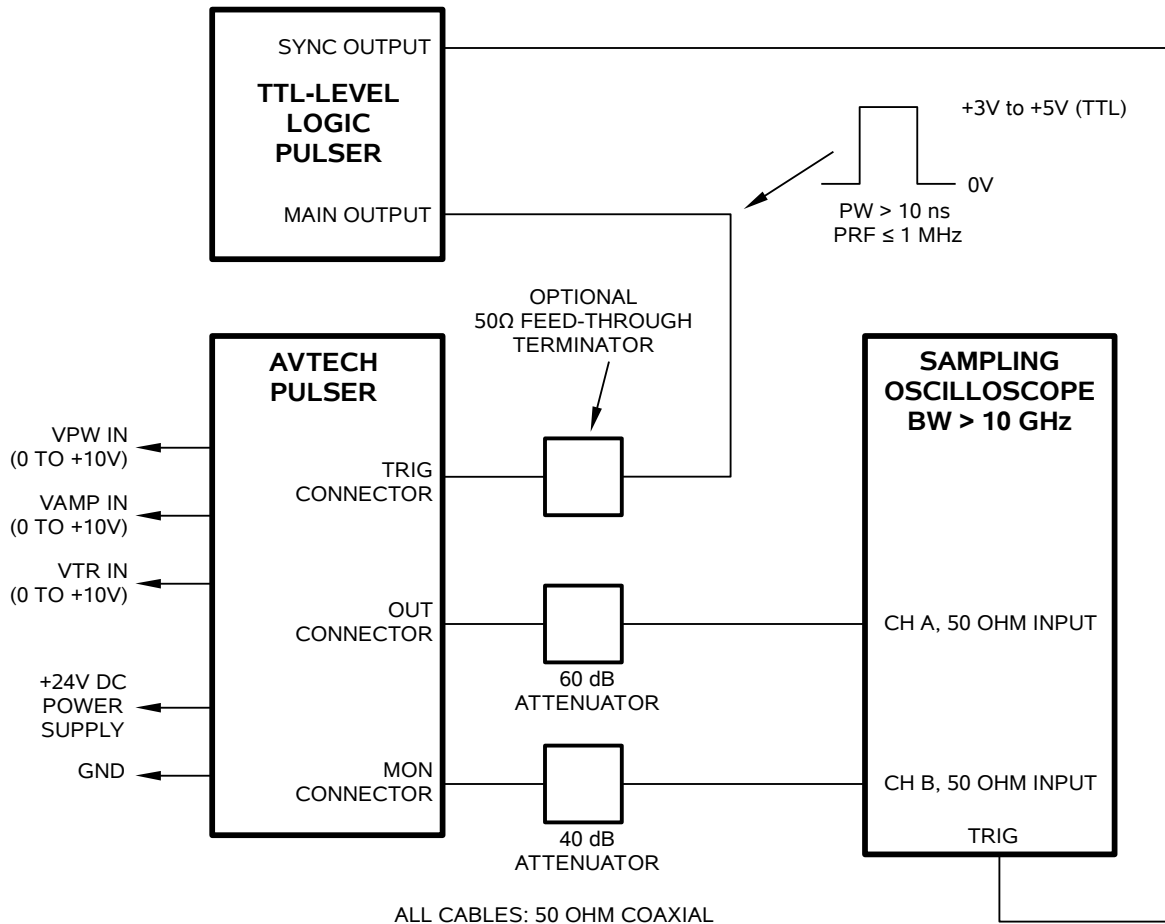 SYNC OUTPUT
TTL-LEVEL
LOGIC
PULSER
MAIN OUTPUT
+3V to +5V (TTL)
0V
PW > 10 ns
PRF ≤ 1 MHz
OPTIONAL
50Ω FEED-THROUGH
TERMINATOR
AVTECH
PULSER
SAMPLING
OSCILLOSCOPE
BW > 10 GHz
VPW IN
(0 TO +10V)
VAMP IN
(0 TO +10V)
VTR IN
(0 TO +10V)
+24V DC
POWER
SUPPLY
GND
TRIG
CONNECTOR
OUT
CONNECTOR
MON
CONNECTOR
60 dB
ATTENUATOR
40 dB
ATTENUATOR
CH A, 50 OHM INPUT
CH B, 50 OHM INPUT
TRIG
ALL CABLES: 50 OHM COAXIAL